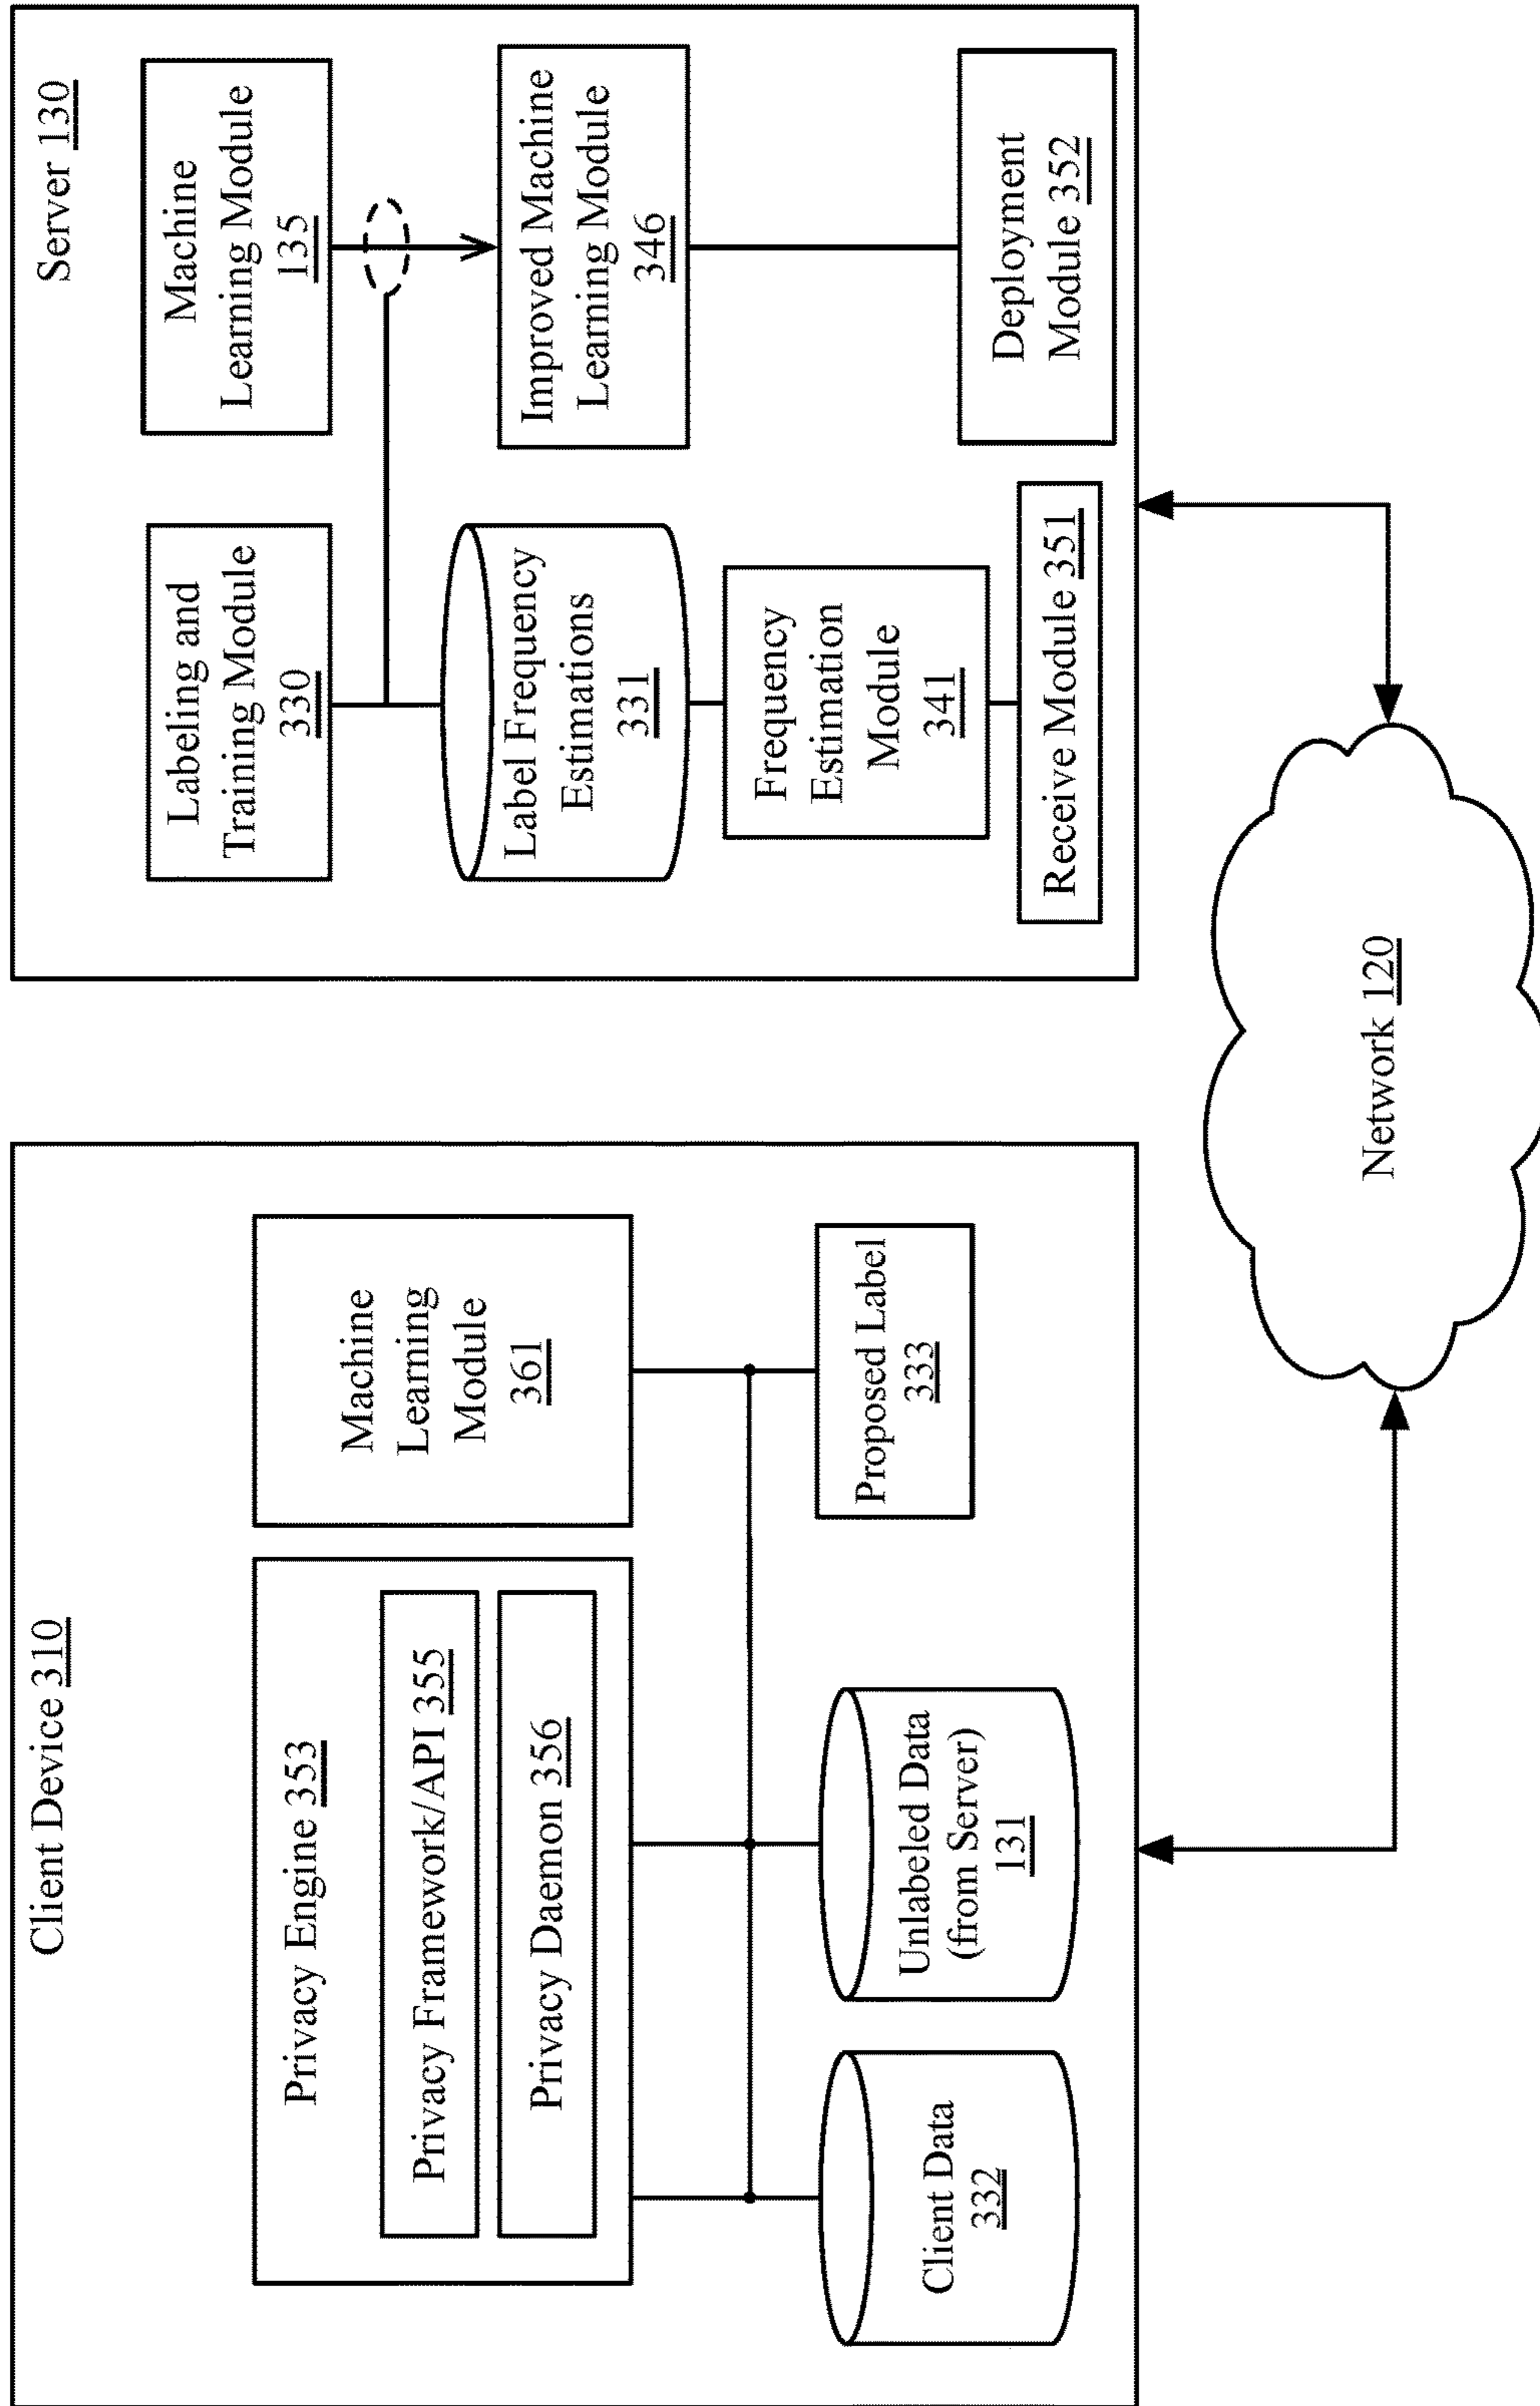 Client Device 310
Privacy Engine 353
Privacy Framework/API 355
Privacy Daemon 356
Machine
Learning
Module
361
Client Data
332
Unlabeled Data
(from Server)
131
Proposed Label
333
Server 130
Labeling and
Training Module
330
Machine
Learning Module
135
Label Frequency
Estimations
331
Improved Machine
Learning Module
346
Frequency
Estimation
Module
341
Receive Module 351
Deployment
Module 352
Network 120